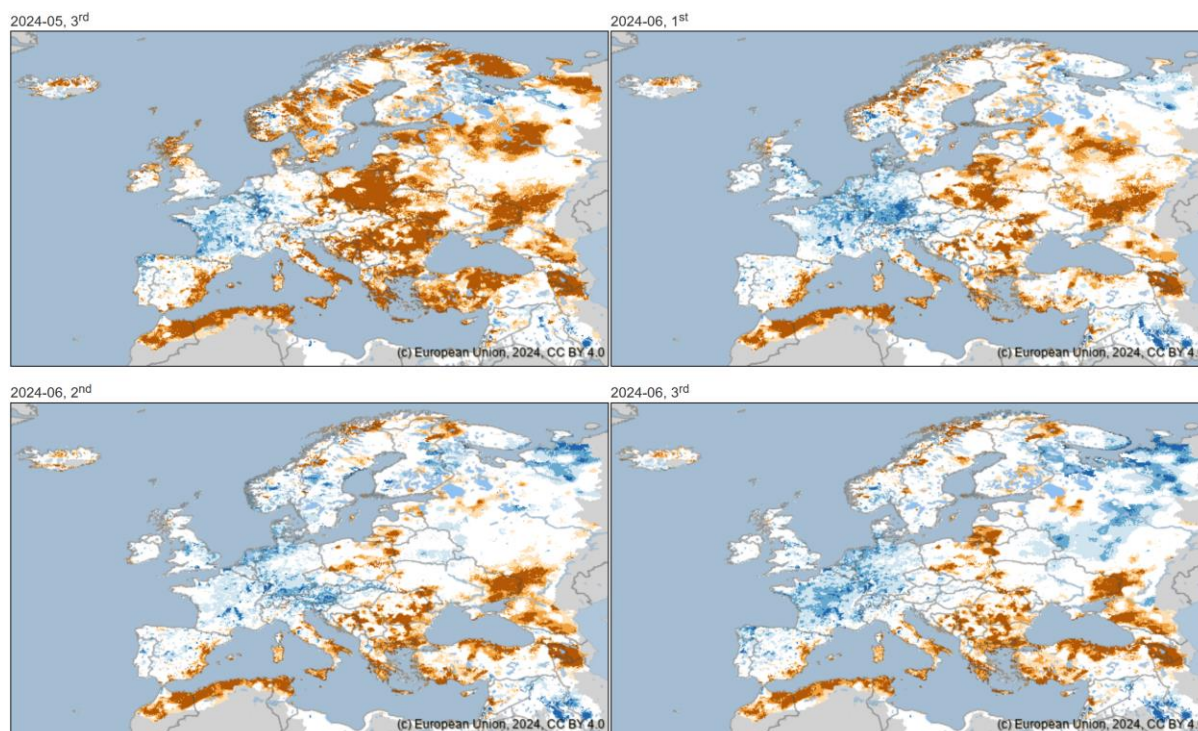 2024-05, 3rd
2024-06, 1st
(c) European Union, 2024, CC BY 4.0
(c) European Union, 2024, CC BY 4.0
2024-06, 2nd
2024-06, 3rd
(c) European Union, 2024, CC BY 4.0
(c) European Union, 2024, CC BY 4.0